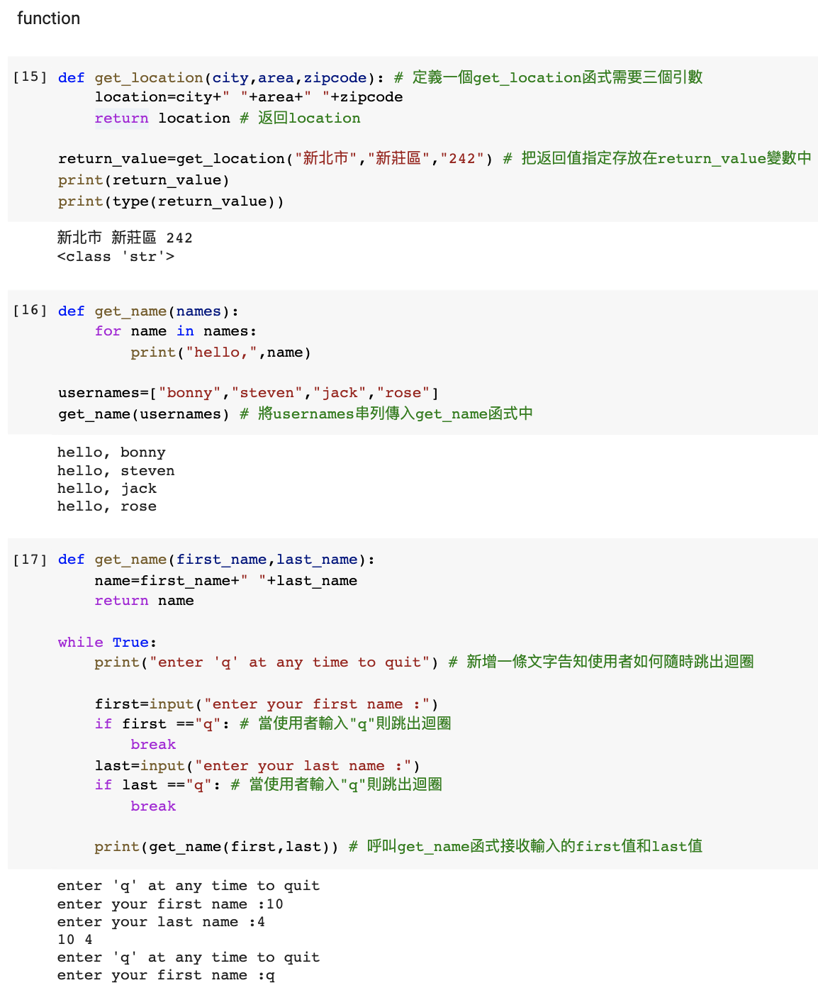 function
[15] def get_location(city,area,zipcode): # 定義一個get_location函式需要三個引數
location=city+" "+area+" "+zipcode
return location # 返回location
return_value=get_location("新北市","新莊區","242") # 把返回值指定存放在return_value變數中
print(return_value)
print(type(return_value))
新北市 新莊區 242
<class 'str'>
[16] def get_name(names):
for name in names:
print("hello,",name)
usernames=["bonny","steven","jack","rose"]
get_name(usernames) # 將usernames串列傳入get_name函式中
hello, bonny
hello, steven
hello, jack
hello, rose
[17] def get_name(first_name,last_name):
name=first_name+" "+last_name
return name
while True:
print("enter 'q' at any time to quit") # 新增一條文字告知使用者如何隨時跳出迴圈
first=input("enter your first name :")
if first =="q": # 當使用者輸入"q"則跳出迴圈
break
last=input("enter your last name :")
if last =="q": # 當使用者輸入"q"則跳出迴圈
break
print(get_name(first,last)) # 呼叫get_name函式接收輸入的first值和last值
enter 'q' at any time to quit
enter your first name :10
enter your last name :4
10 4
enter 'q' at any time to quit
enter your first name :q